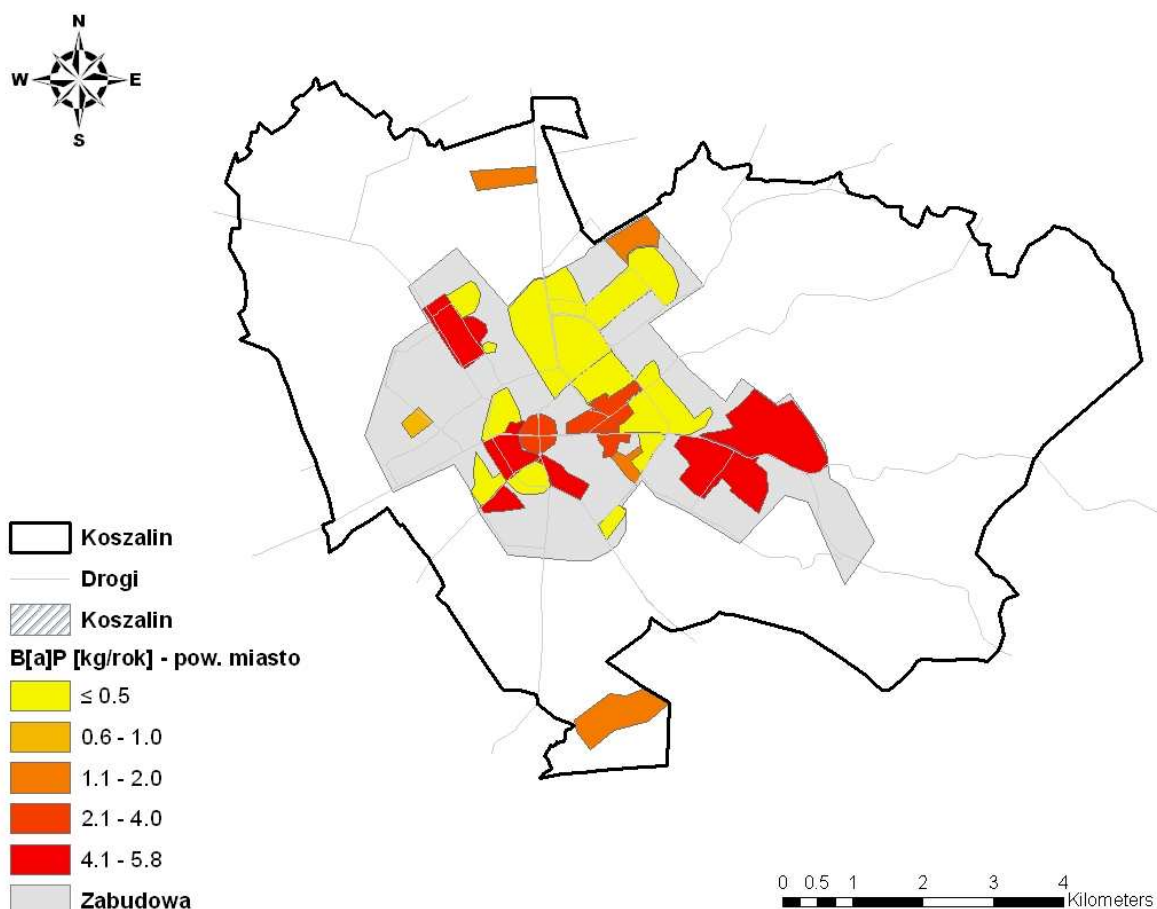 N
W E
S
Koszalin
Drogi
Koszalin
B[a]P [kg/rok] - pow. miasto
≤ 0.5
0.6 - 1.0
1.1 - 2.0
2.1 - 4.0
4.1 - 5.8
Zabudowa
0 0.5 1 2 3 4
Kilometers